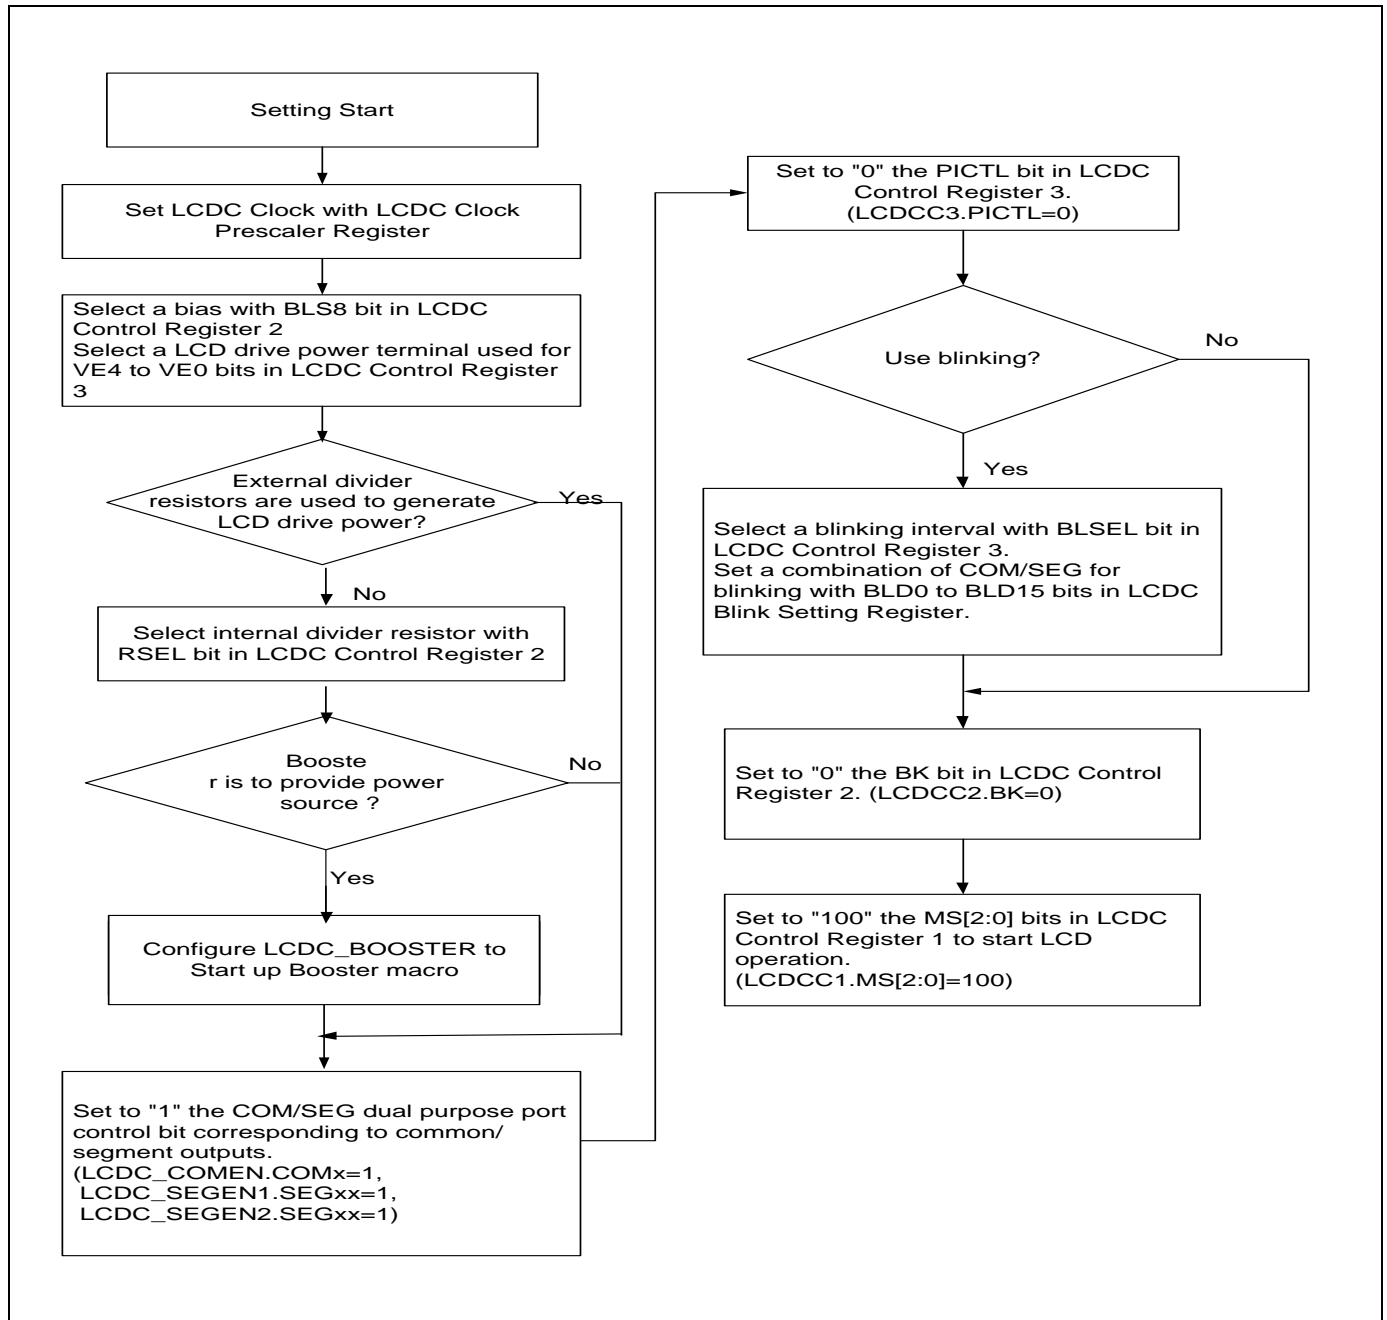 Setting Start
Set LCDC Clock with LCDC Clock
Prescaler Register
Select a bias with BLS8 bit in LCDC
Control Register 2
Select a LCD drive power terminal used for
VE4 to VE0 bits in LCDC Control Register
3
External divider
resistors are used to generate
LCD drive power?
Yes
No
Select internal divider resistor with
RSEL bit in LCDC Control Register 2
Booste
r is to provide power
source ?
No
Yes
Configure LCDC_BOOSTER to
Start up Booster macro
Set to "1" the COM/SEG dual purpose port
control bit corresponding to common/
segment outputs.
(LCDC_COMEN.COMx=1,
LCDC_SEGEN1.SEGxx=1,
LCDC_SEGEN2.SEGxx=1)
Set to "0" the PICTL bit in LCDC
Control Register 3.
(LCDCC3.PICTL=0)
Use blinking?
No
Yes
Select a blinking interval with BLSEL bit in
LCDC Control Register 3.
Set a combination of COM/SEG for
blinking with BLD0 to BLD15 bits in LCDC
Blink Setting Register.
Set to "0" the BK bit in LCDC Control
Register 2. (LCDCC2.BK=0)
Set to "100" the MS[2:0] bits in LCDC
Control Register 1 to start LCD
operation.
(LCDCC1.MS[2:0]=100)